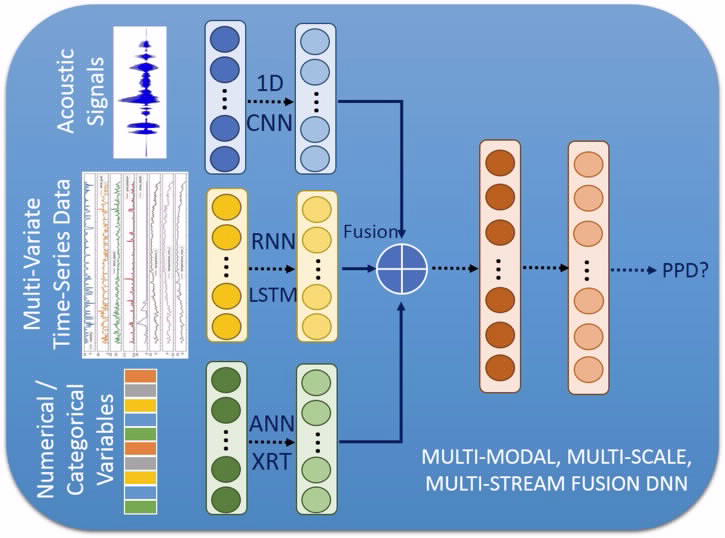 Acoustic
Signals
1D
CNN
Multi-Variate
Time-Series Data
RNN
LSTM
Fusion
PPD?
Numerical /
Categorical
Variables
ANN
XRT
MULTI-MODAL, MULTI-SCALE,
MULTI-STREAM FUSION DNN